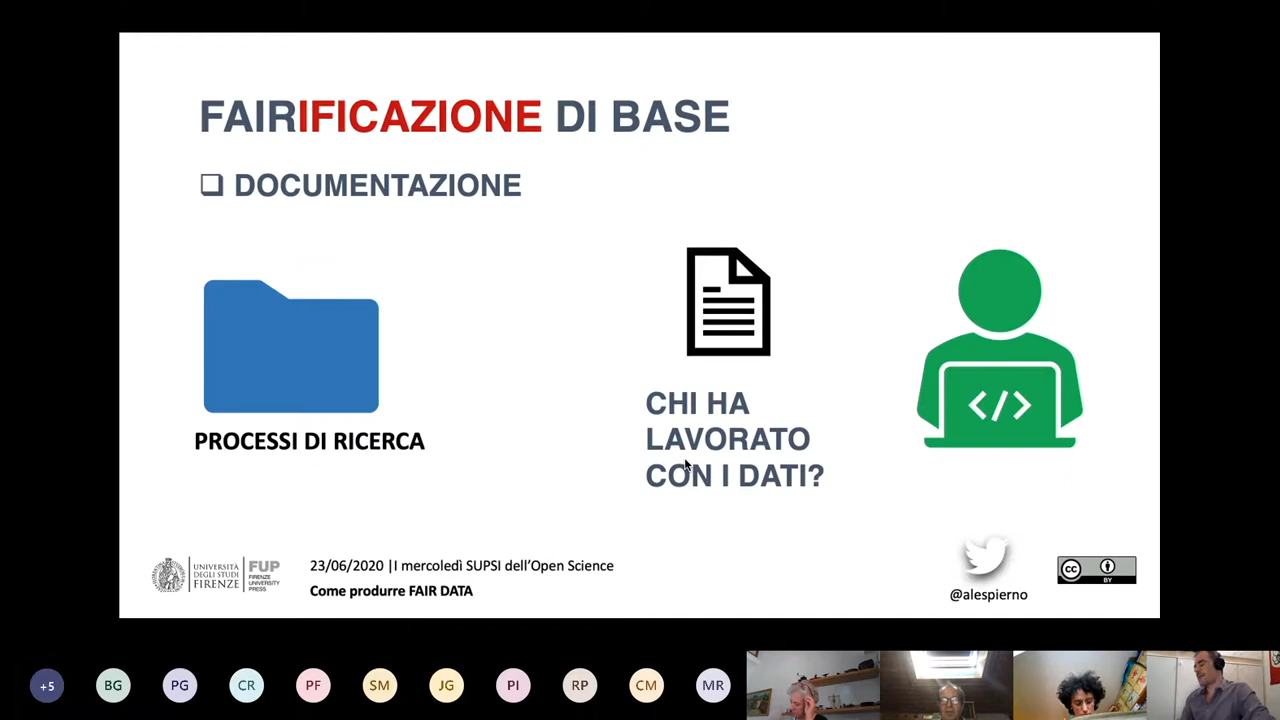 FAIRIFICAZIONE DI BASE
❑ DOCUMENTAZIONE
PROCESSI DI RICERCA
CHI HA
LAVORATO
CON I DATI?
</>
UNIVERSITÀ
DEGLI STUDI
FIRENZE
FUP
FIRENZE
UNIVERSITY
PRESS
23/06/2020 |I mercoledì SUPSI dell'Open Science
Come produrre FAIR DATA
@alespierno
cc
BY
+5
BG
PG
CR
PF
SM
JG
PI
RP
CM
MR